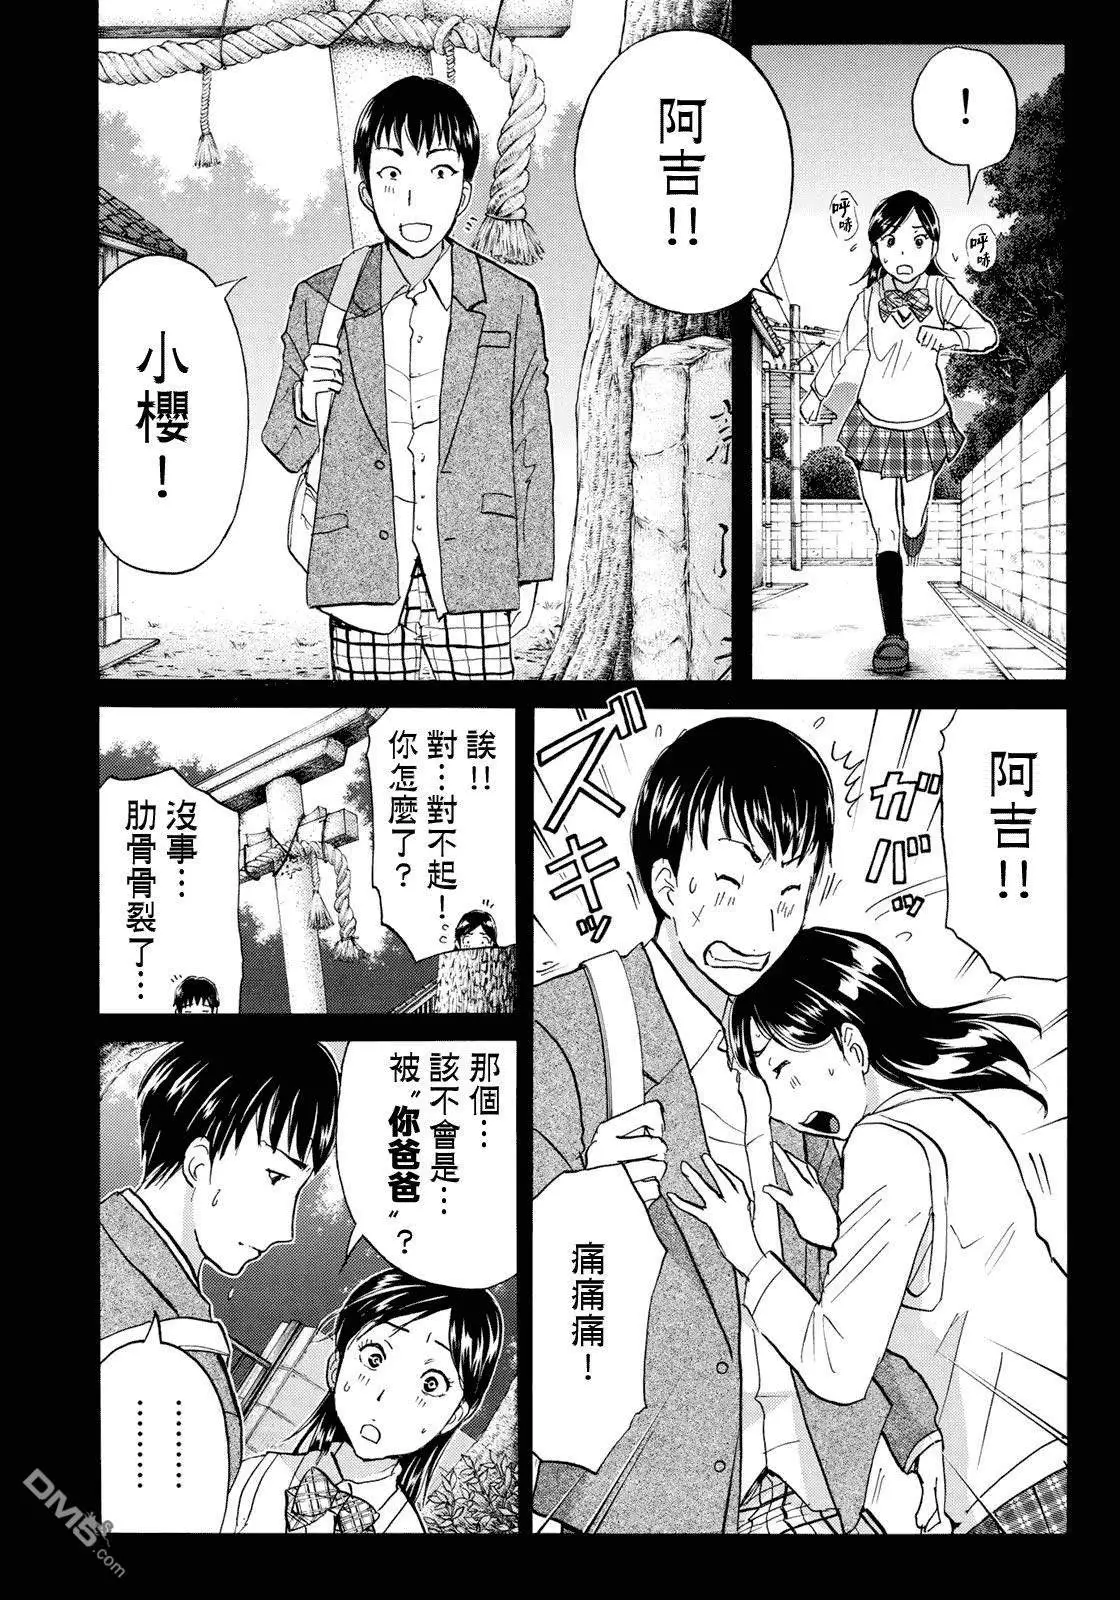 ！
呼哧
呼哧
阿吉!!
小櫻！
阿吉!!
ガバッ
ズキッ
痛痛痛！
誒!!
對…對不起！
你怎麼了？
沒事…
肋骨骨裂了…
那個…
該不會是…
被〝你爸爸〟？
………
………
DM5
.com